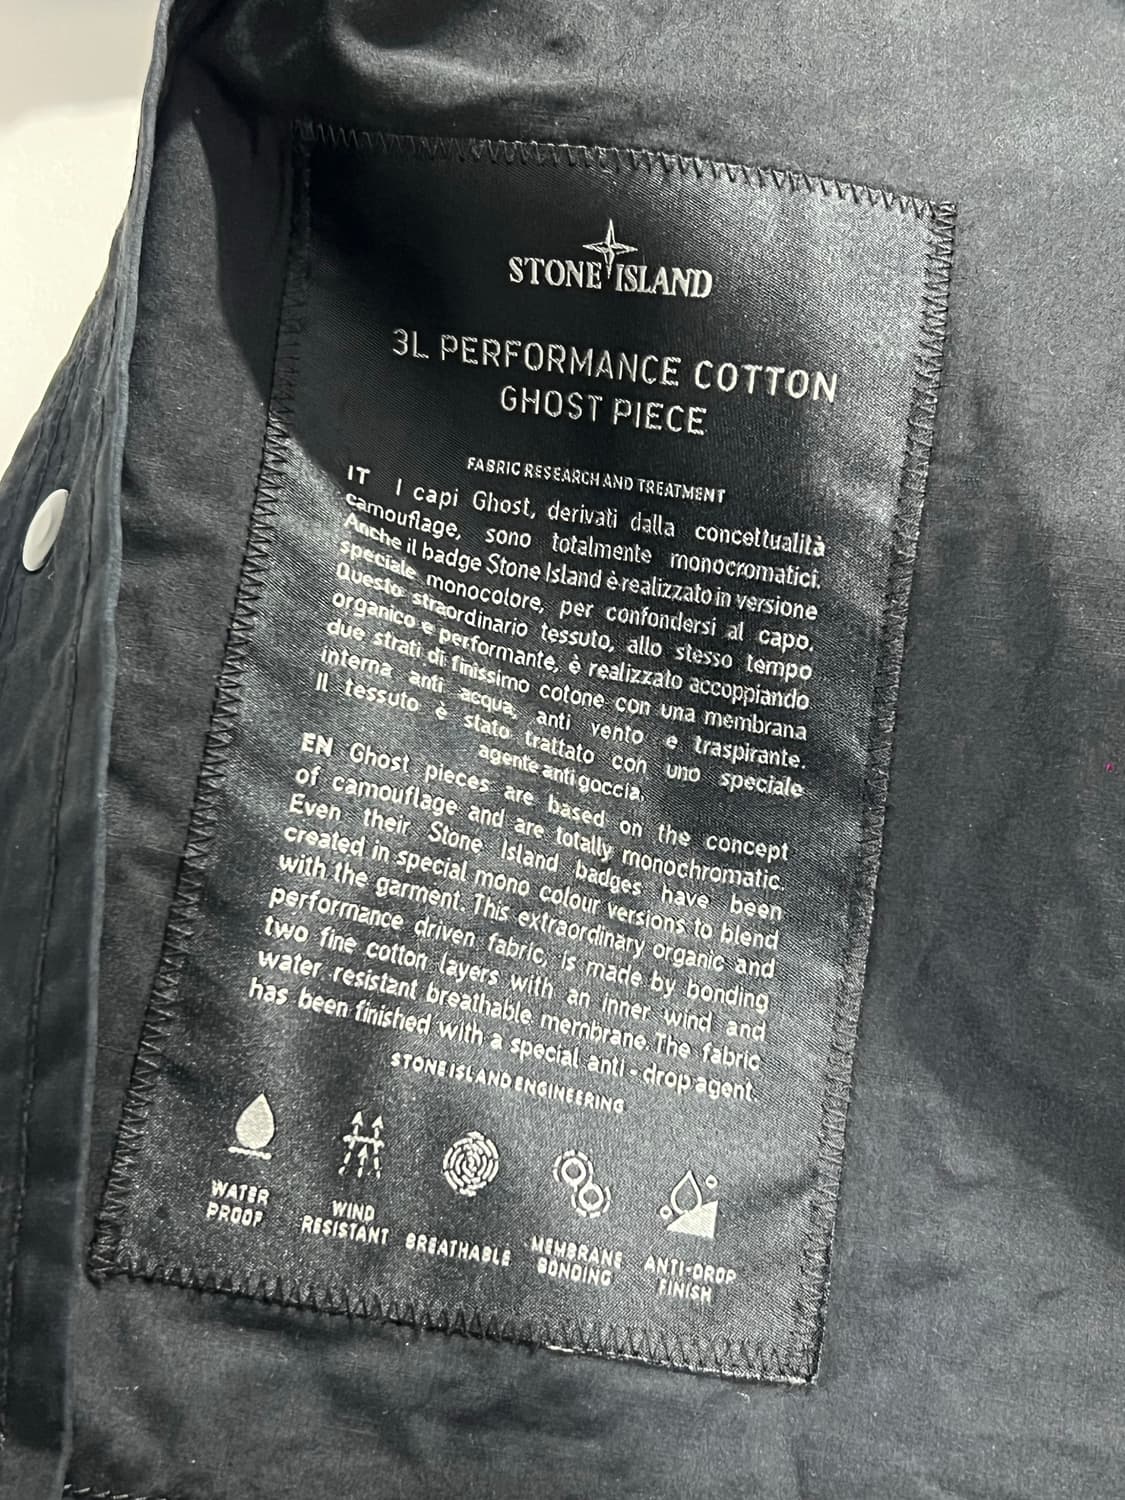 STONE ISLAND
3L PERFORMANCE COTTON
GHOST PIECE
FABRIC RESEARCH AND TREATMENT
IT I capi Ghost, derivati dalla concettualità
camouflage, sono totalmente monocromatici.
Anche il badge Stone Island è realizzato in versione
speciale monocolore, per confondersi al capo.
Questo straordinario tessuto, allo stesso tempo
organico e performante, è realizzato accoppiando
due strati di finissimo cotone con una membrana
interna anti acqua, anti vento e traspirante.
Il tessuto è stato trattato con uno speciale
agente anti goccia.
EN Ghost pieces are based on the concept
of camouflage and are totally monochromatic.
Even their Stone Island badges have been
created in special mono colour versions to blend
with the garment. This extraordinary organic and
performance driven fabric, is made by bonding
two fine cotton layers with an inner wind and
water resistant breathable membrane. The fabric
has been finished with a special anti - drop agent.
STONE ISLAND ENGINEERING
WATER
PROOF
WIND
RESISTANT
BREATHABLE
MEMBRANE
BONDING
ANTI-DROP
FINISH